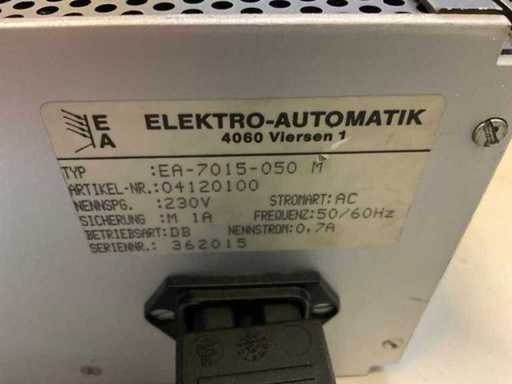 EA ELEKTRO-AUTOMATIK
4060 Viersen 1
TYP :EA-7015-050 M
ARTIKEL-NR.:04120100
NENNSPG. :230V STROMART:AC
SICHERUNG :M 1A FREQUENZ:50/60Hz
BETRIEBSART:DB NENNSTROM:0,7A
SERIENNR.: 362015